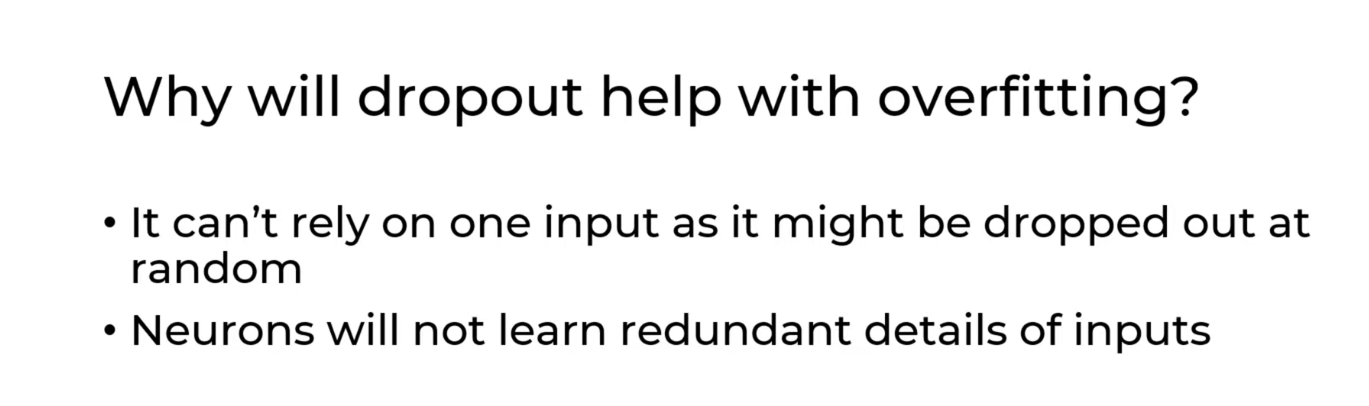 Why will dropout help with overfitting?
• It can’t rely on one input as it might be dropped out at
random
• Neurons will not learn redundant details of inputs